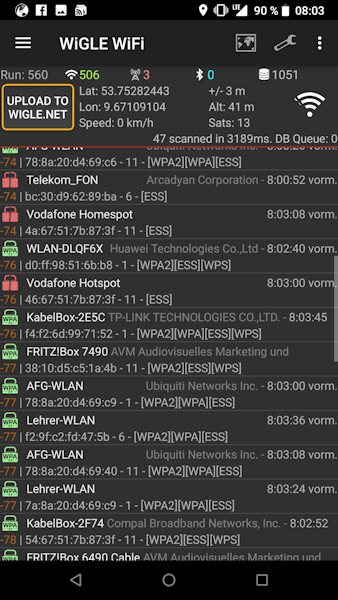 LTE 90 % 08:03
WiGLE WiFi
Run: 560 506 3 0 1051
UPLOAD TO
WIGLE.NET
Lat: 53.75282443 +/- 3 m
Lon: 9.67109104 Alt: 41 m
Speed: 0 km/h Sats: 13
47 scanned in 3189ms. DB Queue: 0
-74 | 78:8a:20:d4:69:c6 - 11 - [WPA2][WPA][ESS]
Telekom_FON Arcadyan Corporation - 8:00:52 vorm.
-74 | bc:30:d9:62:89:ba - 6 - [ESS]
Vodafone Homespot 8:03:08 vorm.
-74 | 4a:67:51:7b:87:3f - 11 - [ESS]
WPA WLAN-DLQF6X Huawei Technologies Co.,Ltd - 8:02:40 vorm.
-76 | d0:ff:98:51:6b:b8 - 1 - [WPA2][ESS][WPS]
Vodafone Hotspot 8:03:00 vorm.
-76 | 46:67:51:7b:87:3f - 11 - [ESS]
WPA KabelBox-2E5C TP-LINK TECHNOLOGIES CO.,LTD. - 8:03:45
-76 | f4:f2:6d:99:71:52 - 1 - [WPA2][WPA][ESS][WPS]
WPA FRITZ!Box 7490 AVM Audiovisuelles Marketing und
-77 | 38:10:d5:c5:1a:4b - 11 - [WPA2][ESS][WPS]
WPA AFG-WLAN Ubiquiti Networks Inc. - 8:03:00 vorm.
-77 | 78:8a:20:d4:69:69 - 1 - [WPA2][WPA][ESS]
WPA Lehrer-WLAN 8:03:36 vorm.
-77 | f2:9f:c2:fd:47:5b - 6 - [WPA2][WPA][ESS]
WPA AFG-WLAN Ubiquiti Networks Inc. - 8:03:00 vorm.
-77 | 78:8a:20:d4:69:40 - 11 - [WPA2][WPA][ESS]
WPA Lehrer-WLAN 8:03:24 vorm.
-77 | 7a:8a:20:d4:69:c9 - 1 - [WPA2][WPA][ESS]
WPA KabelBox-2F74 Compal Broadband Networks, Inc. - 8:02:52
-78 | 54:67:51:7b:87:3f - 11 - [WPA2][WPA][ESS][WPS]
FRITZ!Box 6490 Cable AVM Audiovisuelles Marketing und